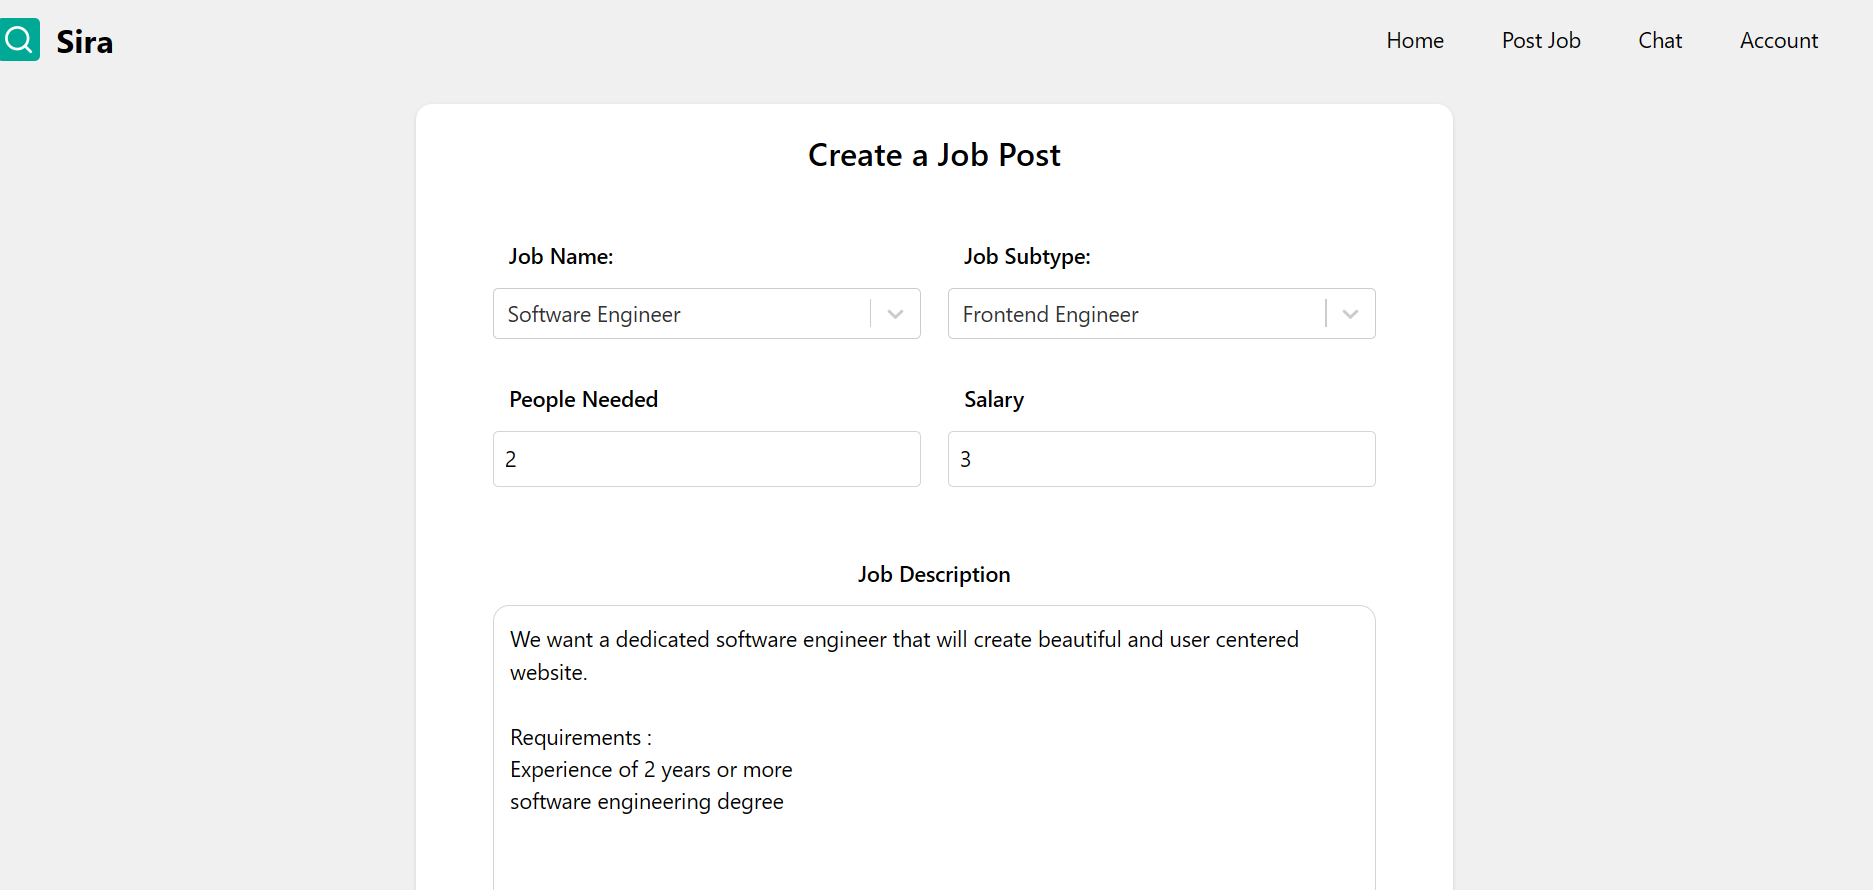 Sira
Home Post Job Chat Account
Create a Job Post
Job Name: Job Subtype:
Software Engineer Frontend Engineer
People Needed Salary
2 3
Job Description
We want a dedicated software engineer that will create beautiful and user centered
website.
Requirements :
Experience of 2 years or more
software engineering degree